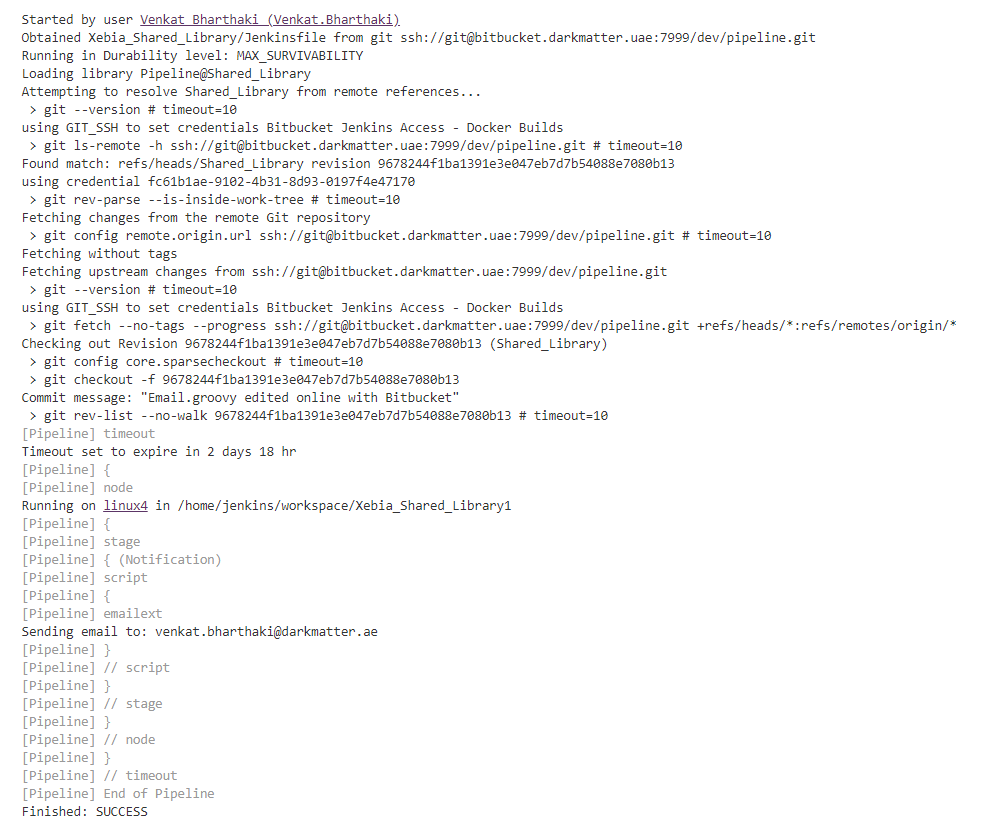 Started by user Venkat Bharthaki (Venkat.Bharthaki)
Obtained Xebia_Shared_Library/Jenkinsfile from git ssh://git@bitbucket.darkmatter.uae:7999/dev/pipeline.git
Running in Durability level: MAX_SURVIVABILITY
Loading library Pipeline@Shared_Library
Attempting to resolve Shared_Library from remote references...
 > git --version # timeout=10
using GIT_SSH to set credentials Bitbucket Jenkins Access - Docker Builds
 > git ls-remote -h ssh://git@bitbucket.darkmatter.uae:7999/dev/pipeline.git # timeout=10
Found match: refs/heads/Shared_Library revision 9678244f1ba1391e3e047eb7d7b54088e7080b13
using credential fc61b1ae-9102-4b31-8d93-0197f4e47170
 > git rev-parse --is-inside-work-tree # timeout=10
Fetching changes from the remote Git repository
 > git config remote.origin.url ssh://git@bitbucket.darkmatter.uae:7999/dev/pipeline.git # timeout=10
Fetching without tags
Fetching upstream changes from ssh://git@bitbucket.darkmatter.uae:7999/dev/pipeline.git
 > git --version # timeout=10
using GIT_SSH to set credentials Bitbucket Jenkins Access - Docker Builds
 > git fetch --no-tags --progress ssh://git@bitbucket.darkmatter.uae:7999/dev/pipeline.git +refs/heads/*:refs/remotes/origin/*
Checking out Revision 9678244f1ba1391e3e047eb7d7b54088e7080b13 (Shared_Library)
 > git config core.sparsecheckout # timeout=10
 > git checkout -f 9678244f1ba1391e3e047eb7d7b54088e7080b13
Commit message: "Email.groovy edited online with Bitbucket"
 > git rev-list --no-walk 9678244f1ba1391e3e047eb7d7b54088e7080b13 # timeout=10
[Pipeline] timeout
Timeout set to expire in 2 days 18 hr
[Pipeline] {
[Pipeline] node
Running on linux4 in /home/jenkins/workspace/Xebia_Shared_Library1
[Pipeline] {
[Pipeline] stage
[Pipeline] { (Notification)
[Pipeline] script
[Pipeline] {
[Pipeline] emailext
Sending email to: venkat.bharthaki@darkmatter.ae
[Pipeline] }
[Pipeline] // script
[Pipeline] }
[Pipeline] // stage
[Pipeline] }
[Pipeline] // node
[Pipeline] }
[Pipeline] // timeout
[Pipeline] End of Pipeline
Finished: SUCCESS